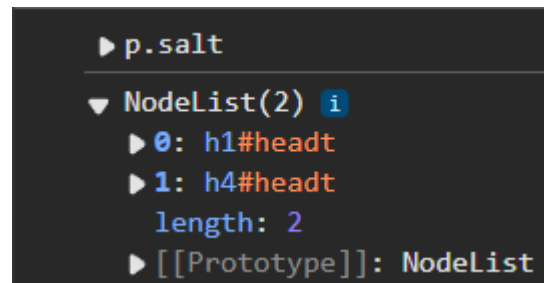 p.salt
NodeList(2) i
0: h1#headt
1: h4#headt
length: 2
[[Prototype]]: NodeList